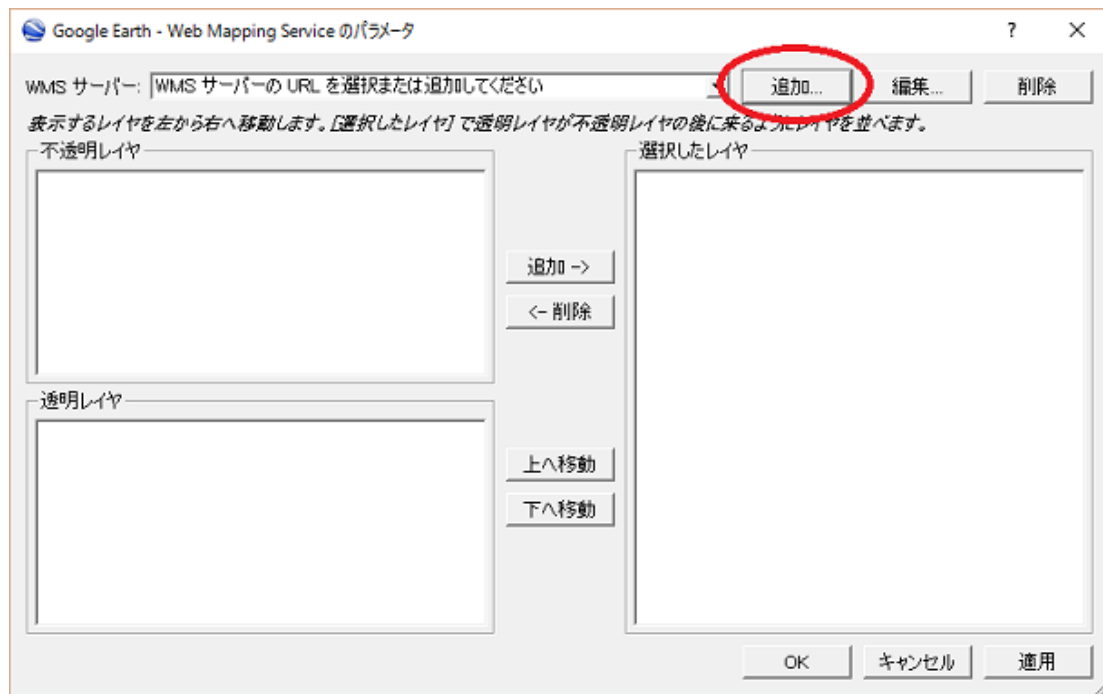 Google Earth - Web Mapping Service のパラメータ
WMS サーバー: WMS サーバーの URL を選択または追加してください 追加... 編集... 削除
表示するレイヤを左から右へ移動します。[選択したレイヤ] で透明レイヤが不透明レイヤの後に来るようにレイヤを並べます。
不透明レイヤ 選択したレイヤ
追加 ->
<- 削除
透明レイヤ
上へ移動
下へ移動
OK キャンセル 適用